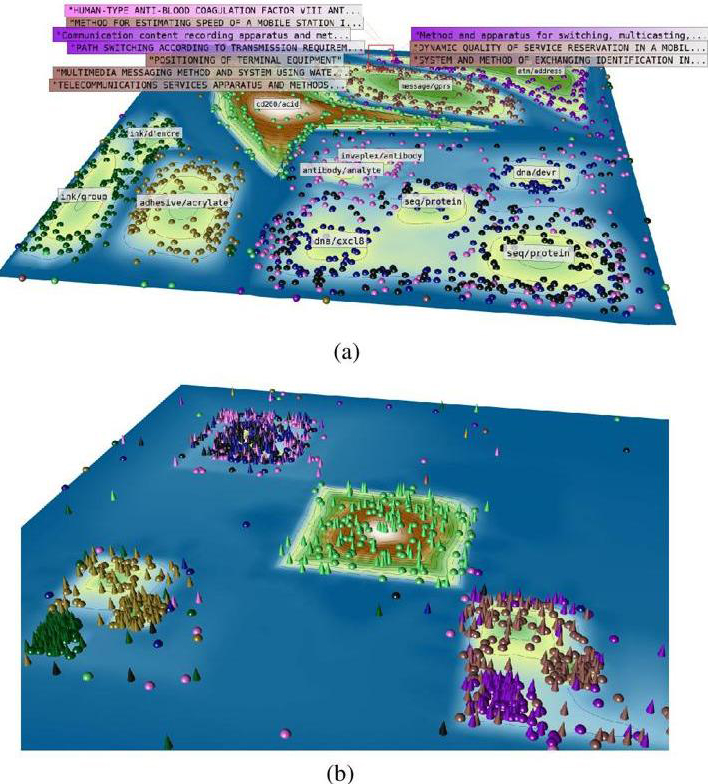 "HUMAN-TYPE ANTI-BLOOD COAGULATION FACTOR VIII ANT...
"METHOD FOR ESTIMATING SPEED OF A MOBILE STATION I...
"Communication content recording apparatus and met...
"PATH SWITCHING ACCORDING TO TRANSMISSION REQUIREM...
"POSITIONING OF TERMINAL EQUIPMENT"
"MULTIMEDIA MESSAGING METHOD AND SYSTEM USING WATE...
"TELECOMMUNICATIONS SERVICES APPARATUS AND METHODS...
"Method and apparatus for switching, multicasting,...
"DYNAMIC QUALITY OF SERVICE RESERVATION IN A MOBIL...
"SYSTEM AND METHOD OF EXCHANGING IDENTIFICATION IN...
atm/address
message/gprs
cd200/acid
ink/d'encre
invaplex/antibody
antibody/analyte
dna/devr
ink/group
adhesive/acrylate
seq/protein
dna/cxcl8
seq/protein
(a)
(b)